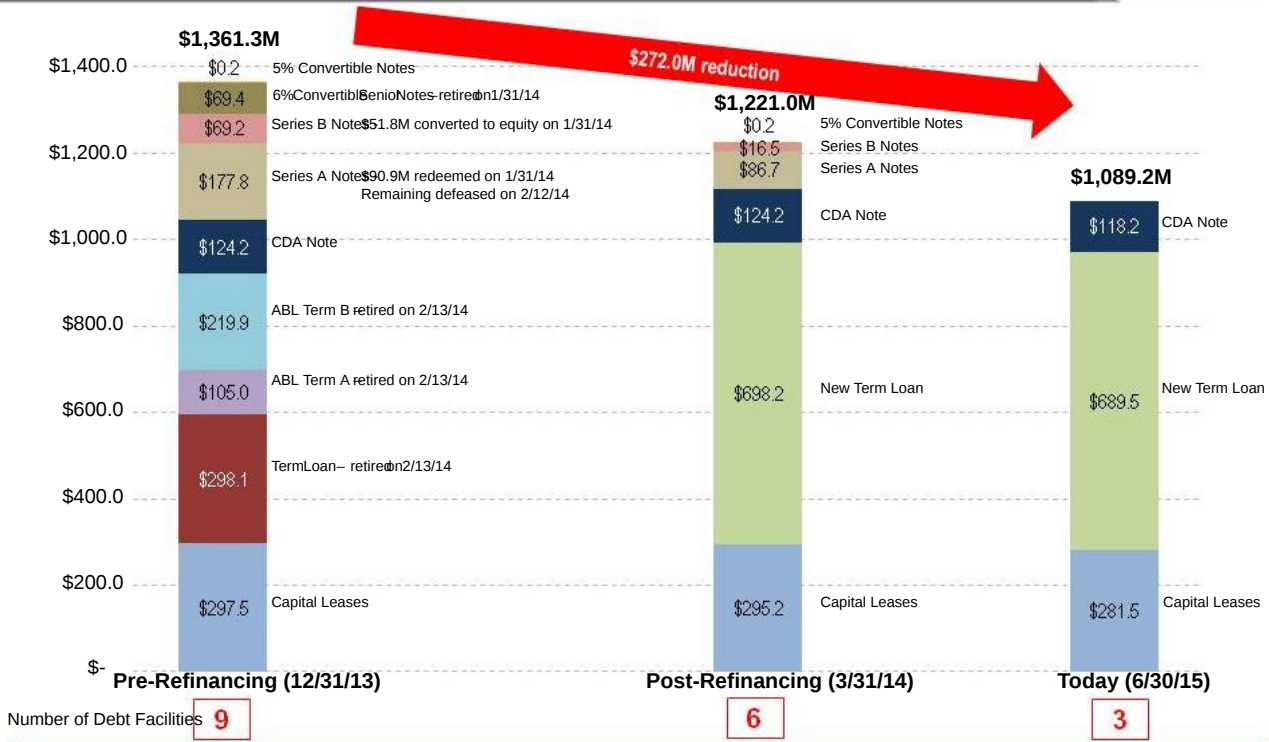 $272.0M reduction
$1,361.3M
$1,400.0
$0.2
5% Convertible Notes
$69.4
6%ConvertibleSeniorNotes–retiredon1/31/14
$69.2
Series B Notes–$51.8M converted to equity on 1/31/14
$1,200.0
$177.8
Series A Notes–$90.9M redeemed on 1/31/14
Remaining defeased on 2/12/14
$1,000.0
$124.2
CDA Note
$219.9
ABL Term B –retired on 2/13/14
$800.0
$105.0
ABL Term A –retired on 2/13/14
$600.0
$298.1
TermLoan– retiredon2/13/14
$400.0
$200.0
$297.5
Capital Leases
$-
Pre-Refinancing (12/31/13)
$1,221.0M
$0.2
5% Convertible Notes
$16.5
Series B Notes
$86.7
Series A Notes
$124.2
CDA Note
$698.2
New Term Loan
$295.2
Capital Leases
Post-Refinancing (3/31/14)
$1,089.2M
$118.2
CDA Note
$689.5
New Term Loan
$281.5
Capital Leases
Today (6/30/15)
Number of Debt Facilities 9 6 3